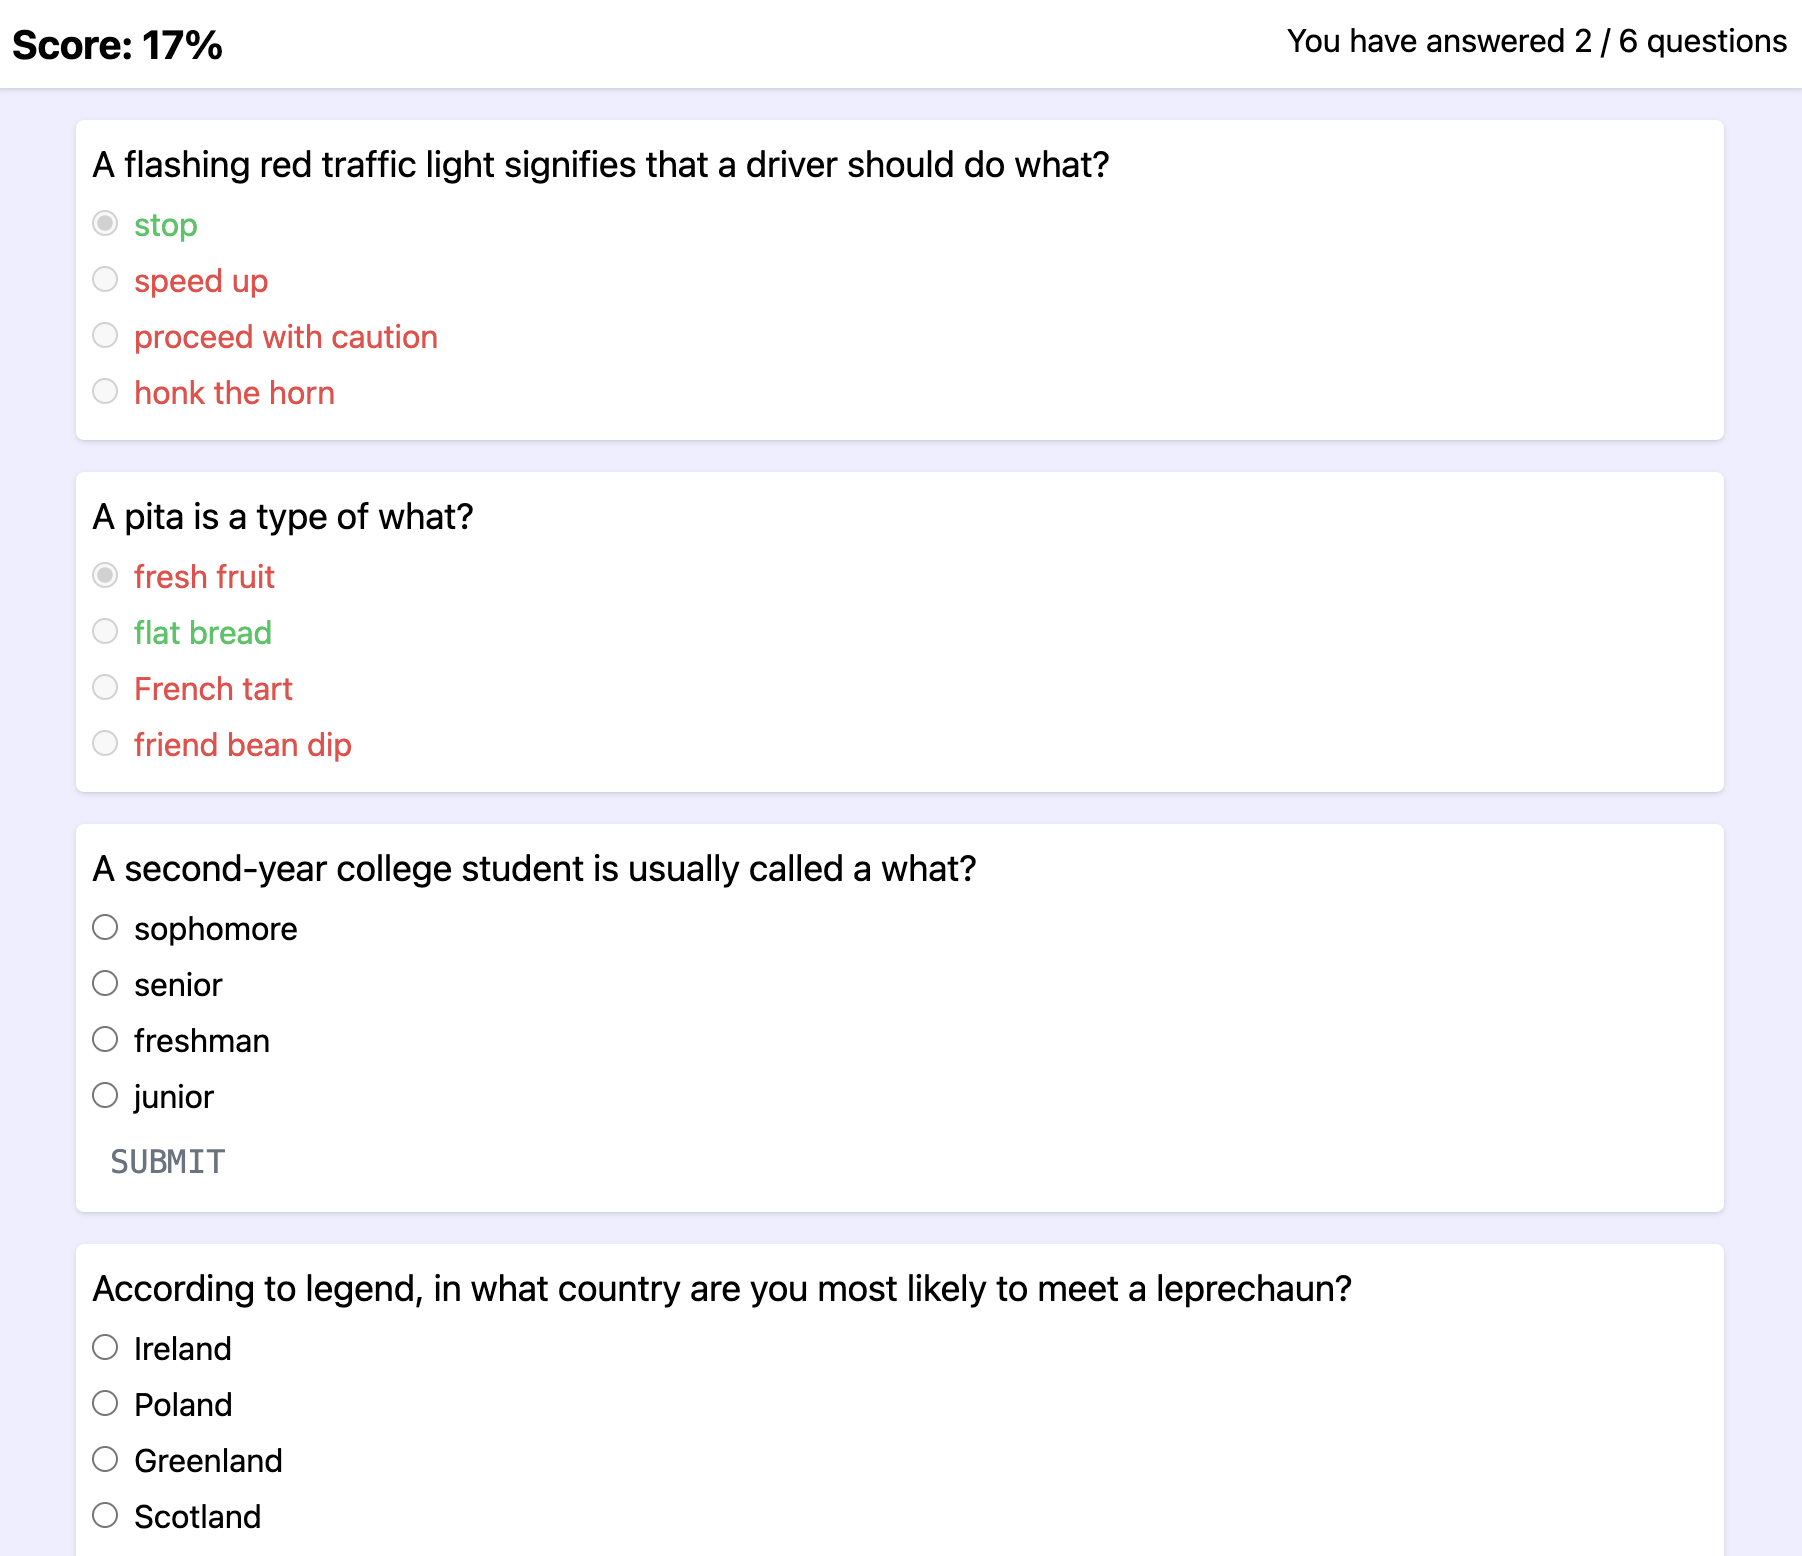 Score: 17%
You have answered 2 / 6 questions
A flashing red traffic light signifies that a driver should do what?
stop
speed up
proceed with caution
honk the horn
A pita is a type of what?
fresh fruit
flat bread
French tart
friend bean dip
A second-year college student is usually called a what?
sophomore
senior
freshman
junior
SUBMIT
According to legend, in what country are you most likely to meet a leprechaun?
Ireland
Poland
Greenland
Scotland